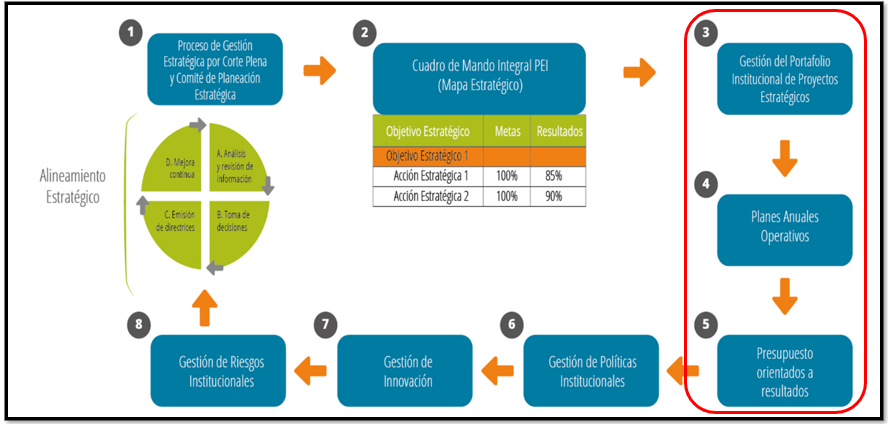 1
Proceso de Gestión
Estratégica por Corte Plena
y Comité de Planeación
Estratégica
2
Cuadro de Mando Integral PEI
(Mapa Estratégico)
Objetivo Estratégico Metas Resultados
Objetivo Estratégico 1
Acción Estratégica 1 100% 85%
Acción Estratégica 2 100% 90%
3
Gestión del Portafolio
Institucional de Proyectos
Estratégicos
Alineamiento
Estratégico
D. Mejora
continua
A. Análisis
y revisión de
información
C. Emisión
de directrices
B. Toma de
decisiones
4
Planes Anuales
Operativos
5
Presupuesto
orientados a
resultados
6
Gestión de Políticas
Institucionales
7
Gestión de
Innovación
8
Gestión de Riesgos
Institucionales